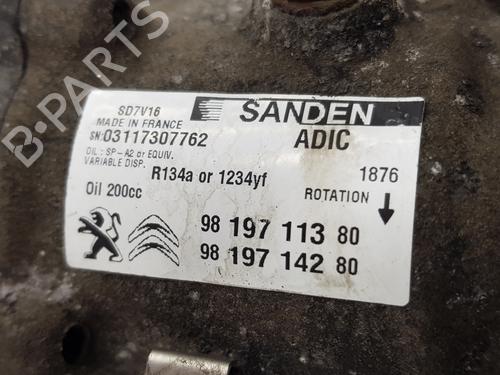 SD7V16
MADE IN FRANCE
SN:03117307762
OIL : SP-A2 or EQUIV.
VARIABLE DISP.
Oil 200cc
SANDEN
ADIC
R134a or 1234yf
1876
ROTATION
98 197 113 80
98 197 142 80